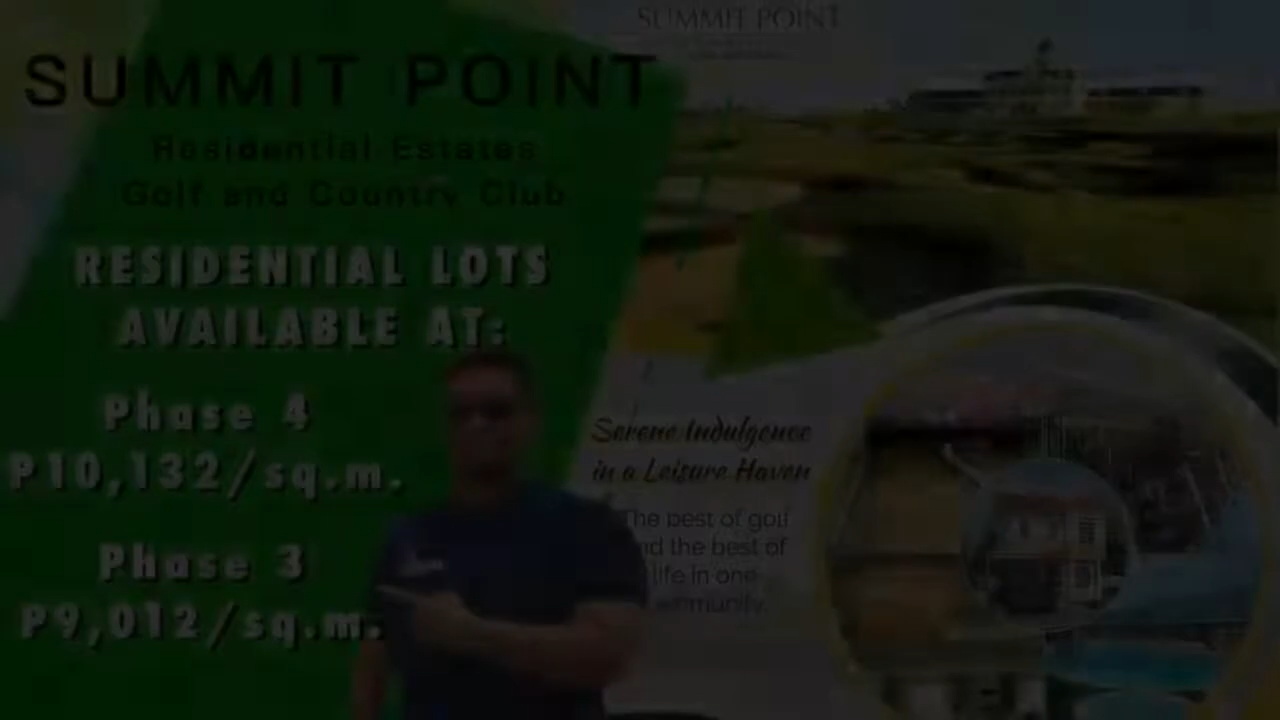 SUMMIT POINT
Residential Estates
Golf and Country Club
RESIDENTIAL LOTS
AVAILABLE AT:
Phase 4
P10,132/sq.m.
Phase 3
P9,012/sq.m.
SUMMIT POINT
Serene Indulgence
in a Leisure Haven
The best of golf
the best of
life in one